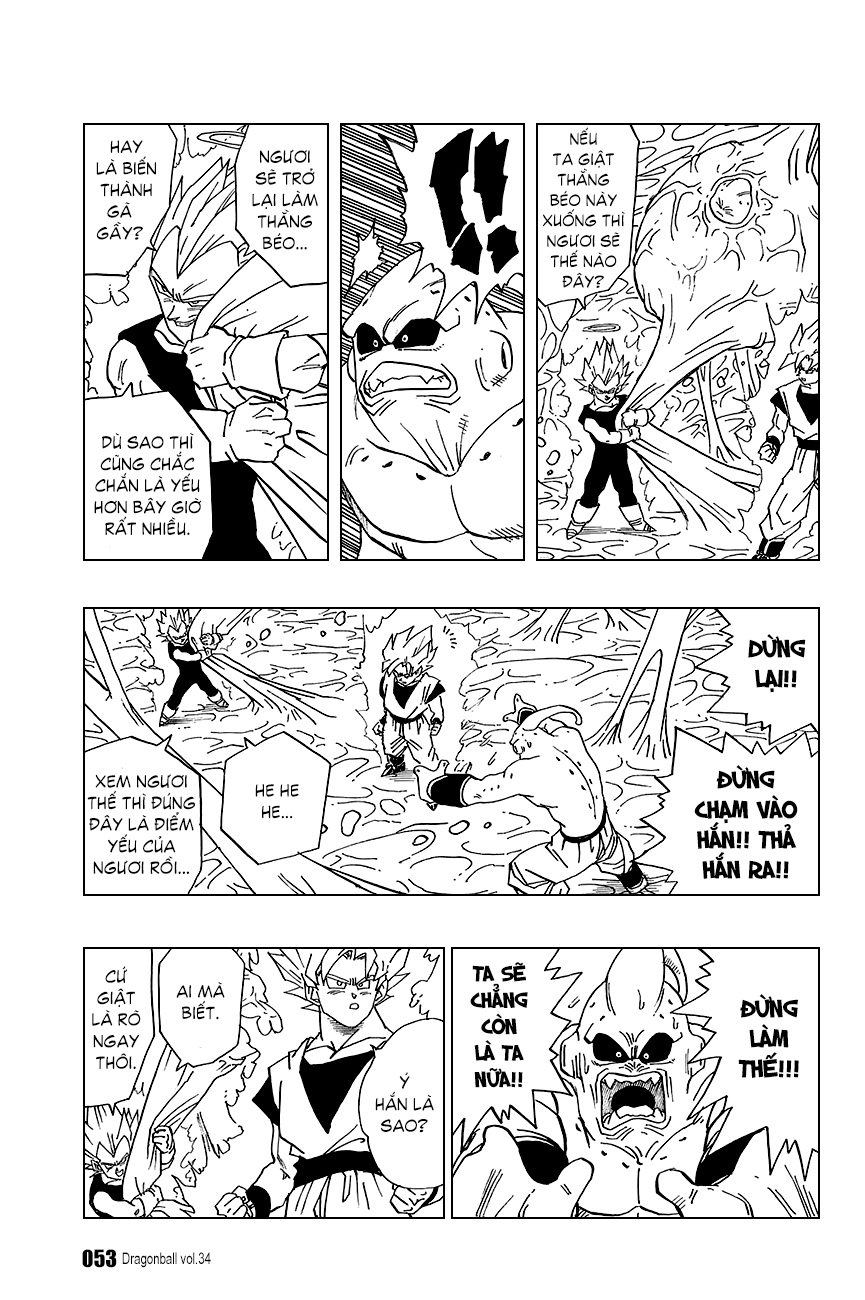 NẾU
TA GIẬT
THẰNG
BÉO NÀY
XUỐNG THÌ
NGƯƠI SẼ
THẾ NÀO
ĐÂY?
!!
NGƯƠI
SẼ TRỞ
LẠI LÀM
THẰNG
BÉO...
HAY
LÀ BIẾN
THÀNH
GÃ
GẦY?
DÙ SAO THÌ
CŨNG CHẮC
CHẮN LÀ YẾU
HƠN BÂY GIỜ
RẤT NHIỀU.
DỪNG
LẠI!!
ĐỪNG
CHẠM VÀO
HẮN!! THẢ
HẮN RA!!
HE HE
HE...
XEM NGƯƠI
THẾ THÌ ĐÚNG
ĐÂY LÀ ĐIỂM
YẾU CỦA
NGƯƠI RỒI...
ĐỪNG
LÀM
THẾ!!!
TA SẼ
CHẲNG
CÒN
LÀ TA
NỮA!!
Ý
HẮN LÀ
SAO?
AI MÀ
BIẾT.
CỨ
GIẬT
LÀ RÕ
NGAY
THÔI.
053 Dragonball vol.34